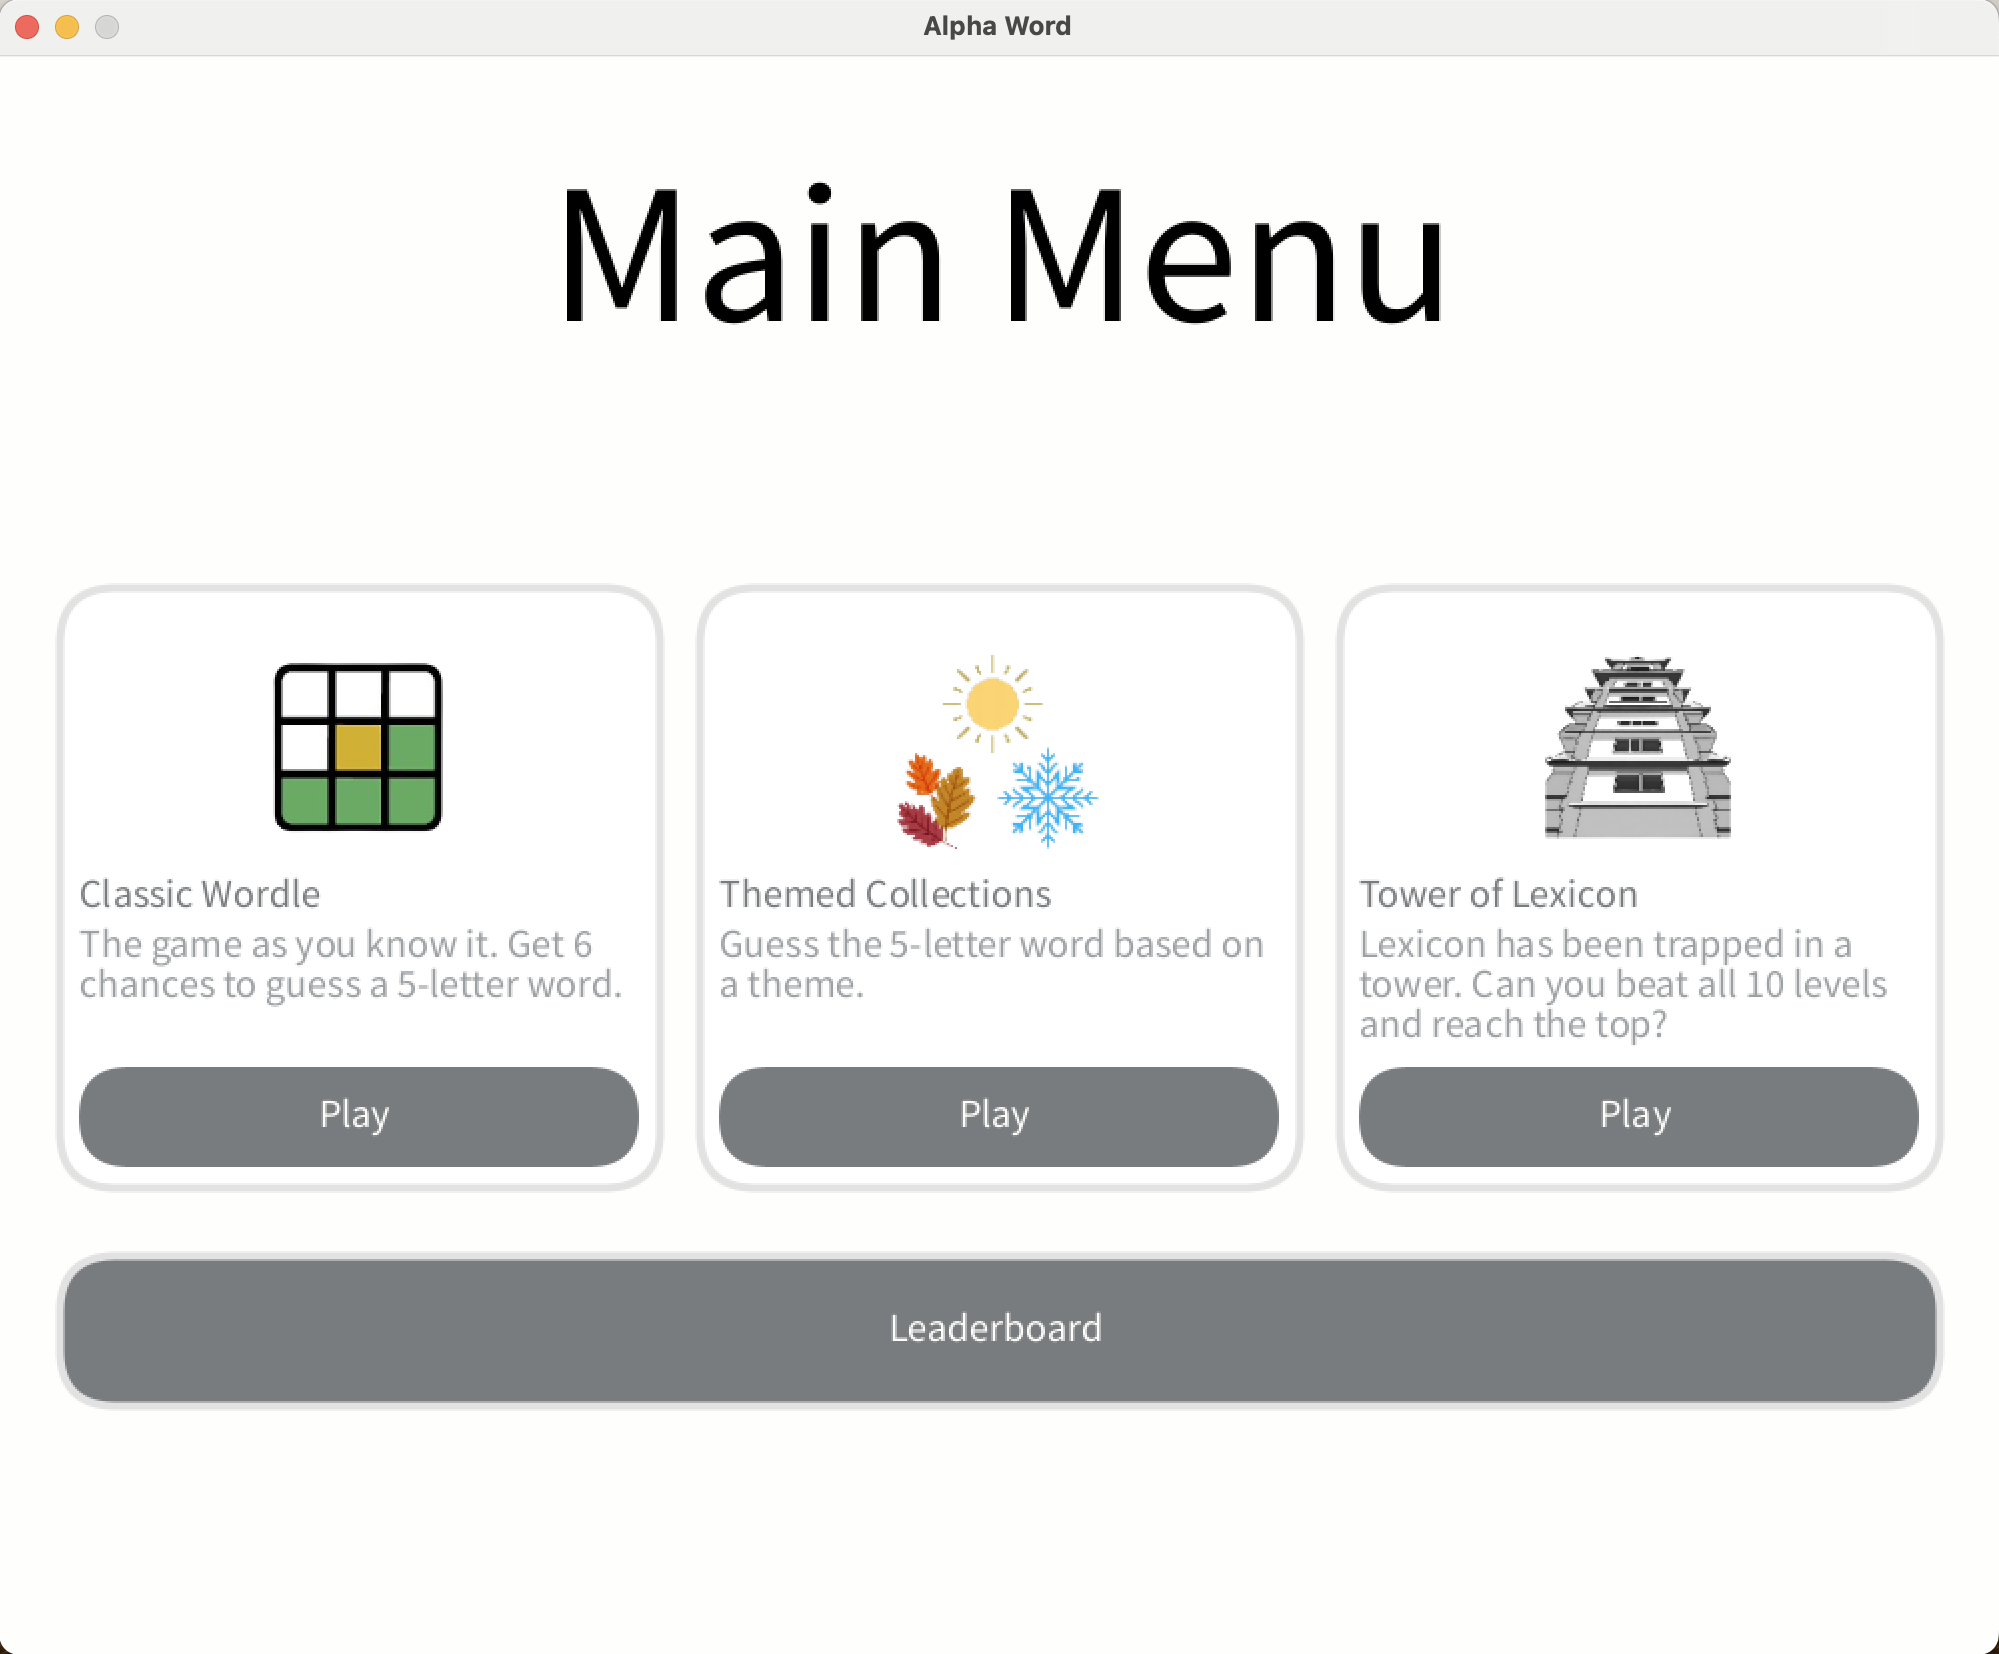 Alpha Word
Main Menu
Classic Wordle
The game as you know it. Get 6
chances to guess a 5-letter word.
Play
Themed Collections
Guess the 5-letter word based on
a theme.
Play
Tower of Lexicon
Lexicon has been trapped in a
tower. Can you beat all 10 levels
and reach the top?
Play
Leaderboard